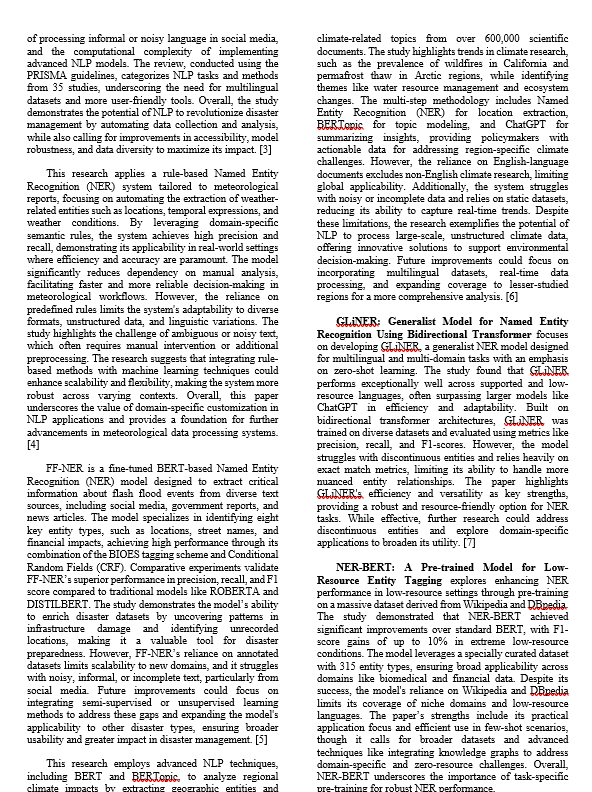 of processing informal or noisy language in social media,
and the computational complexity of implementing
advanced NLP models. The review, conducted using the
PRISMA guidelines, categorizes NLP tasks and methods
from 35 studies, underscoring the need for multilingual
datasets and more user-friendly tools. Overall, the study
demonstrates the potential of NLP to revolutionize disaster
management by automating data collection and analysis,
while also calling for improvements in accessibility, model
robustness, and data diversity to maximize its impact. [3]
This research applies a rule-based Named Entity
Recognition (NER) system tailored to meteorological
reports, focusing on automating the extraction of weather-
related entities such as locations, temporal expressions, and
weather conditions. By leveraging domain-specific
semantic rules, the system achieves high precision and
recall, demonstrating its applicability in real-world settings
where efficiency and accuracy are paramount. The model
significantly reduces dependency on manual analysis,
facilitating faster and more reliable decision-making in
meteorological workflows. However, the reliance on
predefined rules limits the system's adaptability to diverse
formats, unstructured data, and linguistic variations. The
study highlights the challenge of ambiguous or noisy text,
which often requires manual intervention or additional
preprocessing. The research suggests that integrating rule-
based methods with machine learning techniques could
enhance scalability and flexibility, making the system more
robust across varying contexts. Overall, this paper
underscores the value of domain-specific customization in
NLP applications and provides a foundation for further
advancements in meteorological data processing systems.
[4]
FF-NER is a fine-tuned BERT-based Named Entity
Recognition (NER) model designed to extract critical
information about flash flood events from diverse text
sources, including social media, government reports, and
news articles. The model specializes in identifying eight
key entity types, such as locations, street names, and
financial impacts, achieving high performance through its
combination of the BIOES tagging scheme and Conditional
Random Fields (CRF). Comparative experiments validate
FF-NER's superior performance in precision, recall, and F1
score compared to traditional models like ROBERTA and
DISTILBERT. The study demonstrates the model's ability
to enrich disaster datasets by uncovering patterns in
infrastructure damage and identifying unrecorded
locations, making it a valuable tool for disaster
preparedness. However, FF-NER's reliance on annotated
datasets limits scalability to new domains, and it struggles
with noisy, informal, or incomplete text, particularly from
social media. Future improvements could focus on
integrating semi-supervised or unsupervised learning
methods to address these gaps and expanding the model's
applicability to other disaster types, ensuring broader
usability and greater impact in disaster management. [5]
This research employs advanced NLP techniques,
including BERT and BERTopic, to analyze regional
climate impacts by extracting geographic entities and
climate-related topics from over 600,000 scientific
documents. The study highlights trends in climate research,
such as the prevalence of wildfires in California and
permafrost thaw in Arctic regions, while identifying
themes like water resource management and ecosystem
changes. The multi-step methodology includes Named
Entity Recognition (NER) for location extraction,
BERTopic for topic modeling, and ChatGPT for
summarizing insights, providing policymakers with
actionable data for addressing region-specific climate
challenges. However, the reliance on English-language
documents excludes non-English climate research, limiting
global applicability. Additionally, the system struggles
with noisy or incomplete data and relies on static datasets,
reducing its ability to capture real-time trends. Despite
these limitations, the research exemplifies the potential of
NLP to process large-scale, unstructured climate data,
offering innovative solutions to support environmental
decision-making. Future improvements could focus on
incorporating multilingual datasets, real-time data
processing, and expanding coverage to lesser-studied
regions for a more comprehensive analysis. [6]
GLiNER: Generalist Model for Named Entity
Recognition Using Bidirectional Transformer focuses
on developing GLiNER, a generalist NER model designed
for multilingual and multi-domain tasks with an emphasis
on zero-shot learning. The study found that GLiNER
performs exceptionally well across supported and low-
resource languages, often surpassing larger models like
ChatGPT in efficiency and adaptability. Built on
bidirectional transformer architectures, GLiNER was
trained on diverse datasets and evaluated using metrics like
precision, recall, and F1-scores. However, the model
struggles with discontinuous entities and relies heavily on
exact match metrics, limiting its ability to handle more
nuanced entity relationships. The paper highlights
GLiNER's efficiency and versatility as key strengths,
providing a robust and resource-friendly option for NER
tasks. While effective, further research could address
discontinuous entities and explore domain-specific
applications to broaden its utility. [7]
NER-BERT: A Pre-trained Model for Low-
Resource Entity Tagging explores enhancing NER
performance in low-resource settings through pre-training
on a massive dataset derived from Wikipedia and DBpedia.
The study demonstrated that NER-BERT achieved
significant improvements over standard BERT, with F1-
score gains of up to 10% in extreme low-resource
conditions. The model leverages a specially curated dataset
with 315 entity types, ensuring broad applicability across
domains like biomedical and financial data. Despite its
success, the model's reliance on Wikipedia and DBpedia
limits its coverage of niche domains and low-resource
languages. The paper's strengths include its practical
application focus and efficient use in few-shot scenarios,
though it calls for broader datasets and advanced
techniques like integrating knowledge graphs to address
domain-specific and zero-resource challenges. Overall,
NER-BERT underscores the importance of task-specific
pre-training for robust NER performance.